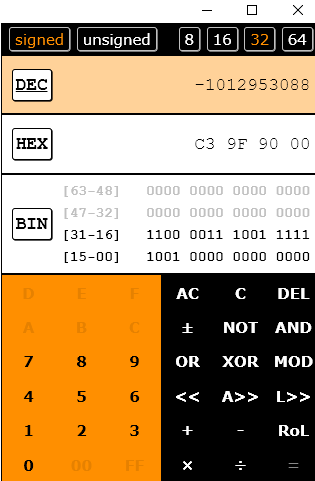 signed unsigned 8 16 32 64
DEC -1012953088
HEX C3 9F 90 00
[63-48] 0000 0000 0000 0000
[47-32] 0000 0000 0000 0000
BIN [31-16] 1100 0011 1001 1111
[15-00] 1001 0000 0000 0000
D E F AC C DEL
A B C ± NOT AND
7 8 9 OR XOR MOD
4 5 6 << A>> L>>
1 2 3 + - RoL
0 00 FF × ÷ =